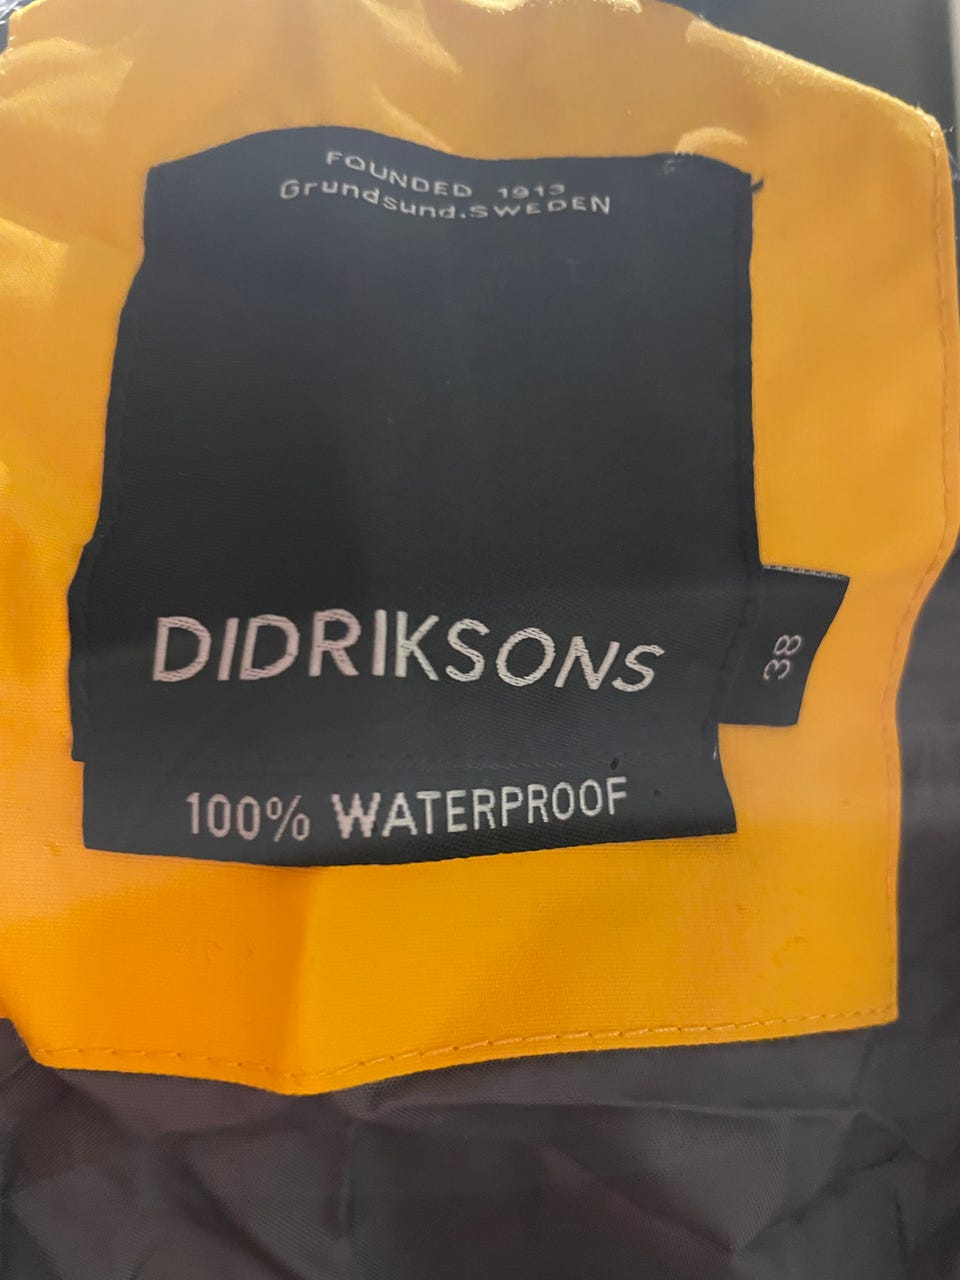 FOUNDED 1913
Grundsund.SWEDEN
DIDRIKSONS
38
100% WATERPROOF